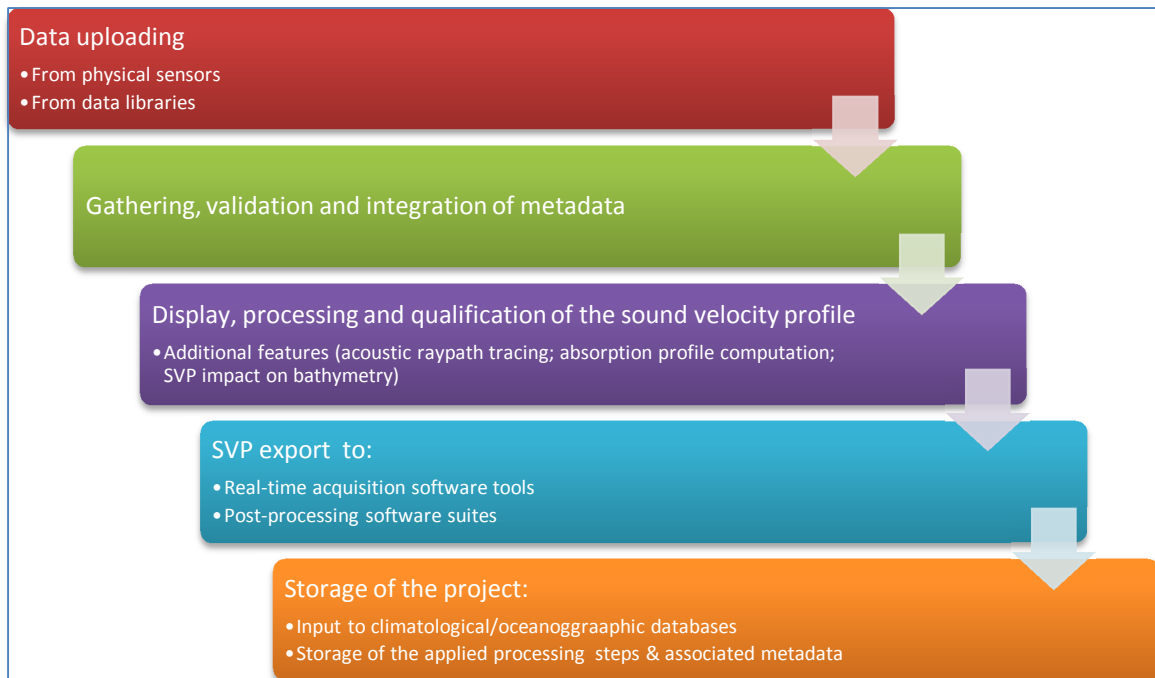 Data uploading
•From physical sensors
•From data libraries
Gathering, validation and integration of metadata
Display, processing and qualification of the sound velocity profile
•Additional features (acoustic raypath tracing; absorption profile computation;
SVP impact on bathymetry)
SVP export to:
•Real-time acquisition software tools
•Post-processing software suites
Storage of the project:
•Input to climatological/oceanoggraaphic databases
•Storage of the applied processing steps & associated metadata